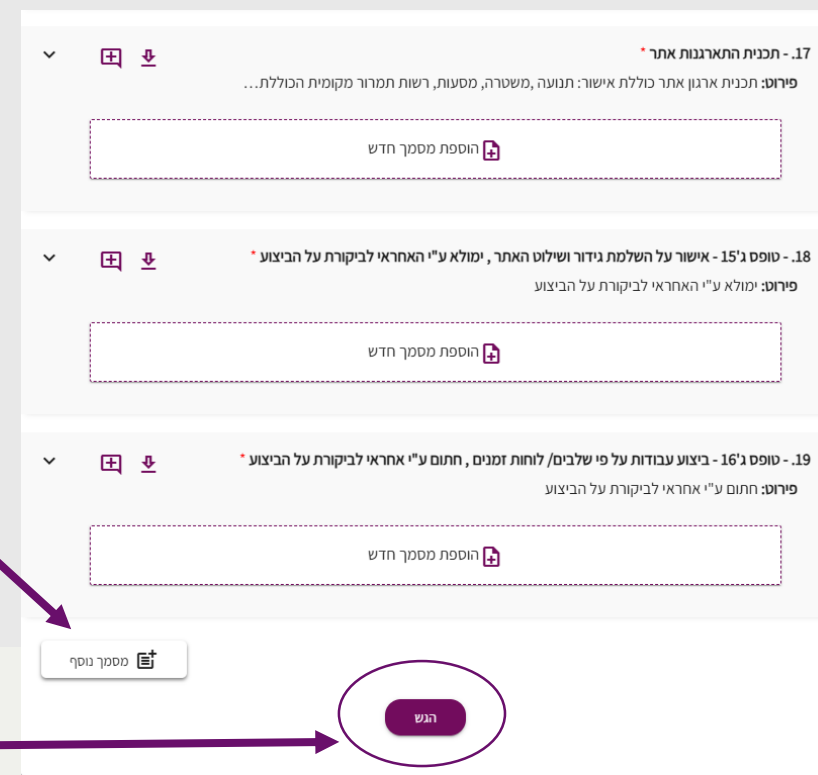 17. - תכנית התארגנות אתר *
פירוט: תכנית ארגון אתר כוללת אישור: תנועה ,משטרה, מסעות, רשות תמרור מקומית הכוללת...
הוספת מסמך חדש
18. - טופס ג'15 - אישור על השלמת גידור ושילוט האתר , ימולא ע"י האחראי לביקורת על הביצוע *
פירוט: ימולא ע"י האחראי לביקורת על הביצוע
הוספת מסמך חדש
19. - טופס ג'16 - ביצוע עבודות על פי שלבים/ לוחות זמנים , חתום ע"י אחראי לביקורת על הביצוע *
פירוט: חתום ע"י אחראי לביקורת על הביצוע
הוספת מסמך חדש
מסמך נוסף
הגש